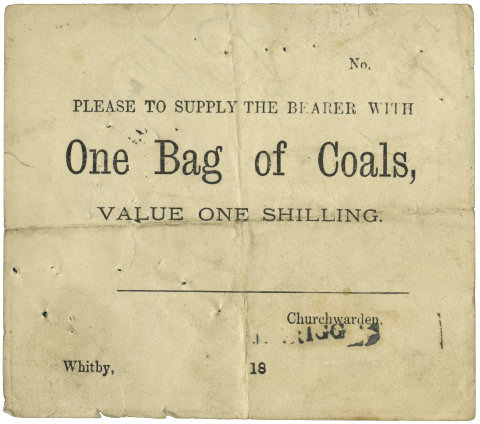 No.
PLEASE TO SUPPLY THE BEARER WITH
One Bag of Coals,
VALUE ONE SHILLING.
Churchwarden.
Whitby, 18